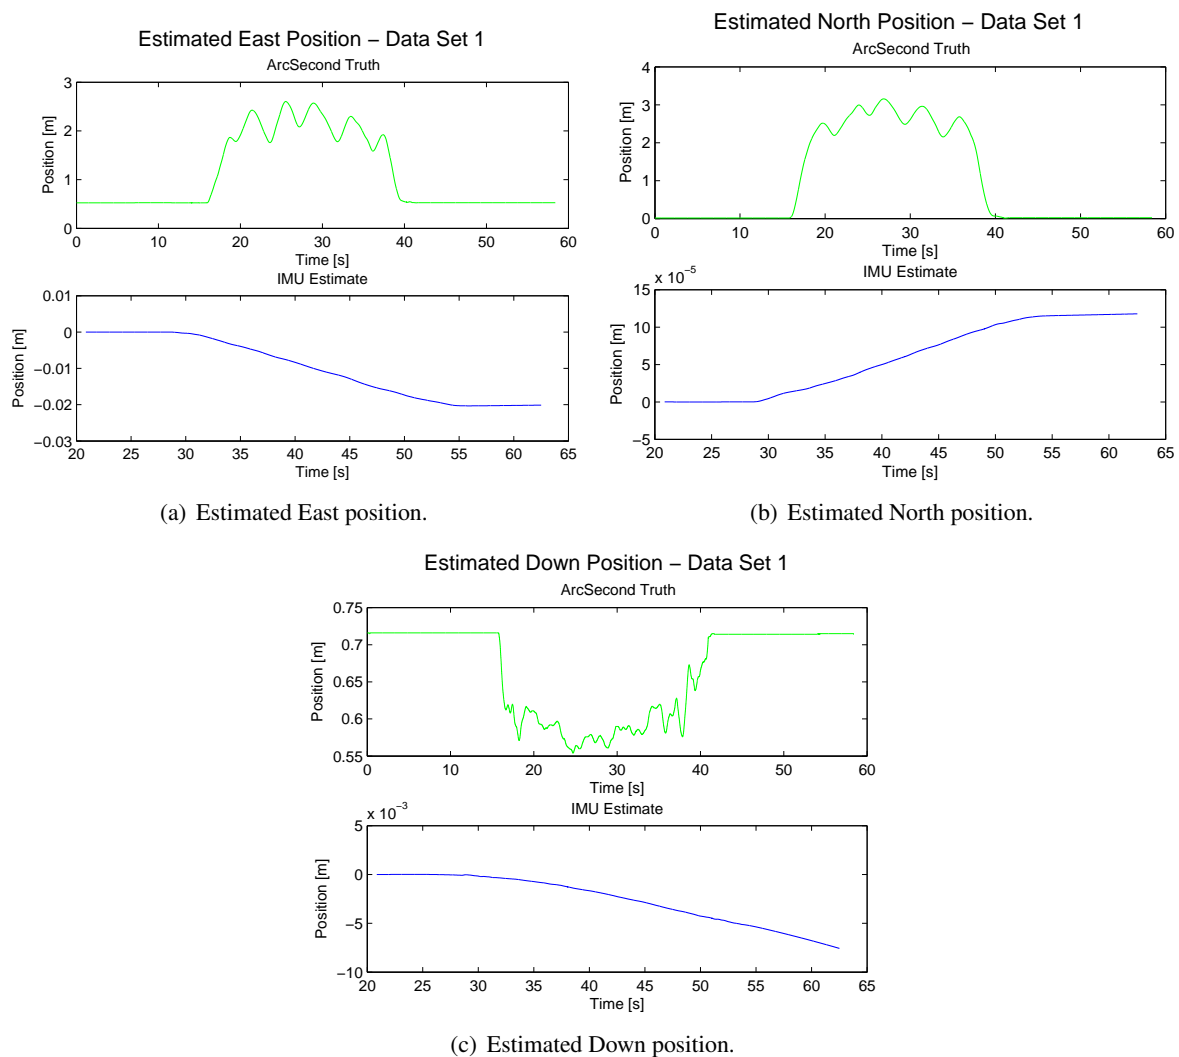 Estimated East Position − Data Set 1
ArcSecond Truth
3
2
1
0
Position [m]
0 10 20 30 40 50 60
Time [s]
IMU Estimate
0.01
0
−0.01
−0.02
−0.03
Position [m]
20 25 30 35 40 45 50 55 60 65
Time [s]
(a) Estimated East position.
Estimated North Position − Data Set 1
ArcSecond Truth
4
3
2
1
0
Position [m]
0 10 20 30 40 50 60
Time [s]
x 10−5
IMU Estimate
15
10
5
0
−5
Position [m]
20 25 30 35 40 45 50 55 60 65
Time [s]
(b) Estimated North position.
Estimated Down Position − Data Set 1
ArcSecond Truth
0.75
0.7
0.65
0.6
0.55
Position [m]
0 10 20 30 40 50 60
Time [s]
x 10−3
IMU Estimate
5
0
−5
−10
Position [m]
20 25 30 35 40 45 50 55 60 65
Time [s]
(c) Estimated Down position.